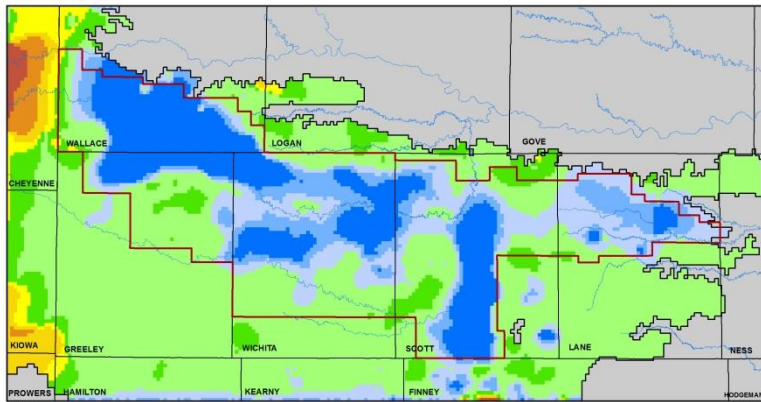 WALLACE
LOGAN
GOVE
CHEYENNE
KIOWA
GREELEY
WICHITA
SCOTT
LANE
NESS
PROWERS
HAMILTON
KEARNY
FINNEY
HODGEMAN